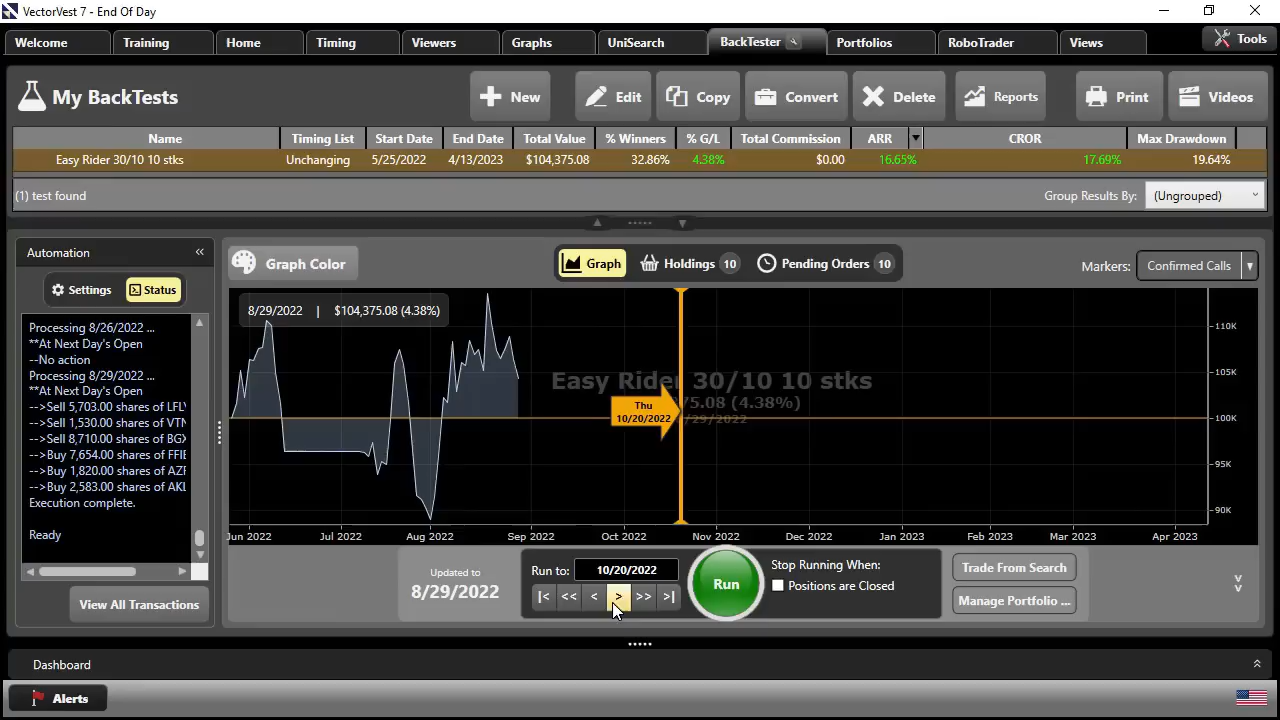 VectorVest 7 - End Of Day
Welcome Training Home Timing Viewers Graphs UniSearch BackTester Portfolios RoboTrader Views Tools
My BackTests New Edit Copy Convert Delete Reports Print Videos
Name Timing List Start Date End Date Total Value % Winners % G/L Total Commission ARR CROR Max Drawdown
Easy Rider 30/10 10 stks Unchanging 5/25/2022 4/13/2023 $104,375.08 32.86% 4.38% $0.00 16.65% 17.69% 19.64%
(1) test found Group Results By: (Ungrouped)
Automation «
Settings Status
Processing 8/26/2022 ...
**At Next Day's Open
--No action
Processing 8/29/2022 ...
**At Next Day's Open
-->Sell 5,703.00 shares of LFLY
-->Sell 1,530.00 shares of VTN
-->Sell 8,710.00 shares of BGX
-->Buy 7,654.00 shares of FFIE
-->Buy 1,820.00 shares of AZF
-->Buy 2,583.00 shares of AKL
Execution complete.
Ready
View All Transactions
Graph Color Graph Holdings 10 Pending Orders 10 Markers: Confirmed Calls
8/29/2022 | $104,375.08 (4.38%)
110K
105K
100K
95K
90K
Easy Rider 30/10 10 stks
75.08 (4.38%)
/29/2022
Thu
10/20/2022
Jun 2022 Jul 2022 Aug 2022 Sep 2022 Oct 2022 Nov 2022 Dec 2022 Jan 2023 Feb 2023 Mar 2023 Apr 2023
Updated to
8/29/2022
Run to: 10/20/2022
|< << < > >> >|
Run
Stop Running When:
Positions are Closed
Trade From Search
Manage Portfolio ...
Dashboard
Alerts